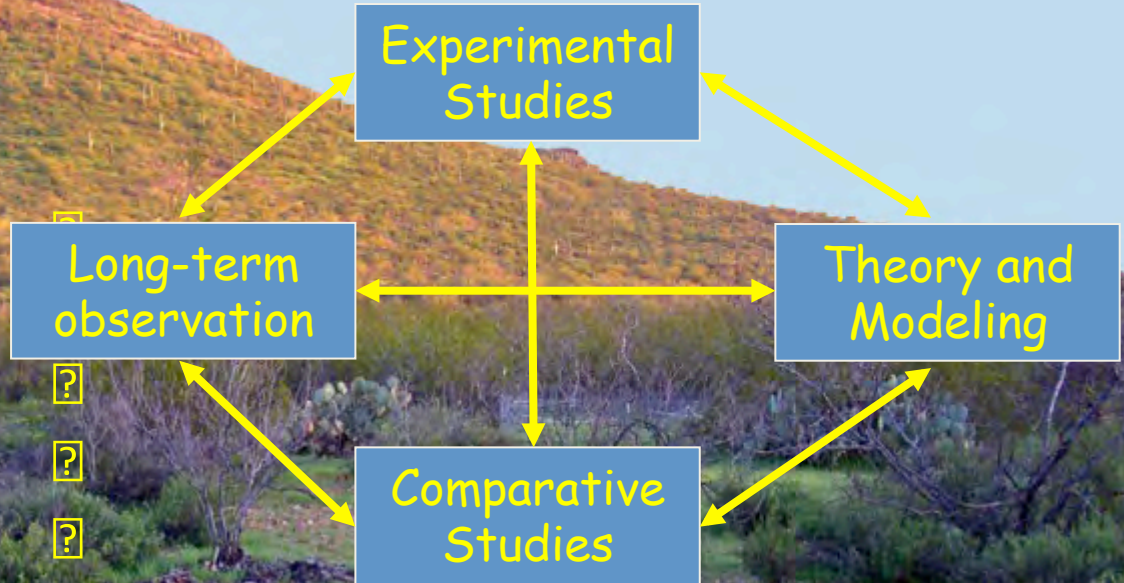 Experimental
Studies
Long-term
observation
Theory and
Modeling
Comparative
Studies